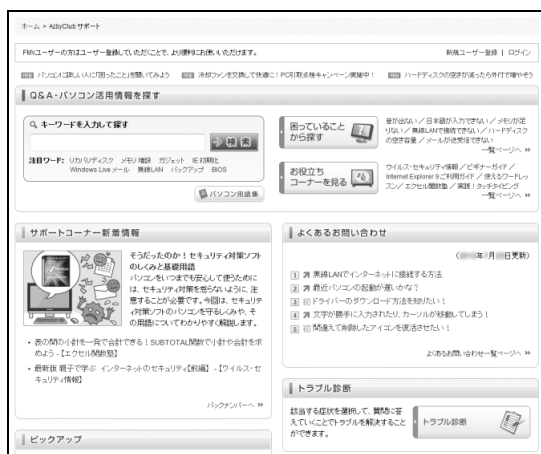 ホーム > AzbyClub サポート
FMVユーザーの方はユーザー登録していただくことで、より便利にお使いいただけます。
新規ユーザー登録 | ログイン
パソコンに詳しい人に「困ったこと」を聞いてみよう
冷却ファンを交換して快適に!PC引取点検キャンペーン実施中!
ハードディスクの空きが減ったら外付で増やそう
Q&A・パソコン活用情報を探す
キーワードを入力して探す
検索
注目ワード: リカバリディスク メモリ増設 ガジェット IE初期化
Windows Liveメール 無線LAN バックアップ BIOS
パソコン用語集
困っていること
から探す
音が出ない/日本語が入力できない/メモリが足
りない/無線LANで接続できない/ハードディスク
の空き容量/メールが送受信できない
一覧ページへ
お役立ち
コーナーを見る
ウイルス・セキュリティ情報/ビギナーガイド/
Internet Explorer 9ご利用ガイド/使えるワードレッ
スン/エクセル関数塾/実践!タッチタイピング
一覧ページへ
サポートコーナー新着情報
そうだったのか!セキュリティ対策ソフト
のしくみと基礎用語
パソコンをいつまでも安心して使うために
は、セキュリティ対策を怠らないように、注
意することが必要です。今回は、セキュリテ
ィ対策ソフトのパソコンを守るしくみや、そ
の用語についてわかりやすく解説します。
・表の間の小計を一発で合計できる!SUBTOTAL関数で小計や合計を求
めよう -【エクセル関数塾】
・最新版 親子で学ぶ インターネットのセキュリティ【前編】 -【ウイルス・セ
キュリティ情報】
バックナンバーへ
ピックアップ
よくあるお問い合わせ
年 月 日更新)
1 無線LANでインターネットに接続する方法
2 最近パソコンの起動が遅いかな?
3 ドライバーのダウンロード方法を知りたい!
4 文字が勝手に入力されたり、カーソルが移動してしまう!
5 間違えて削除したアイコンを復活させたい!
よくあるお問い合わせ一覧ページへ
トラブル診断
該当する症状を選択して、質問に答
えていくことでトラブルを解決すること
ができます。
トラブル診断